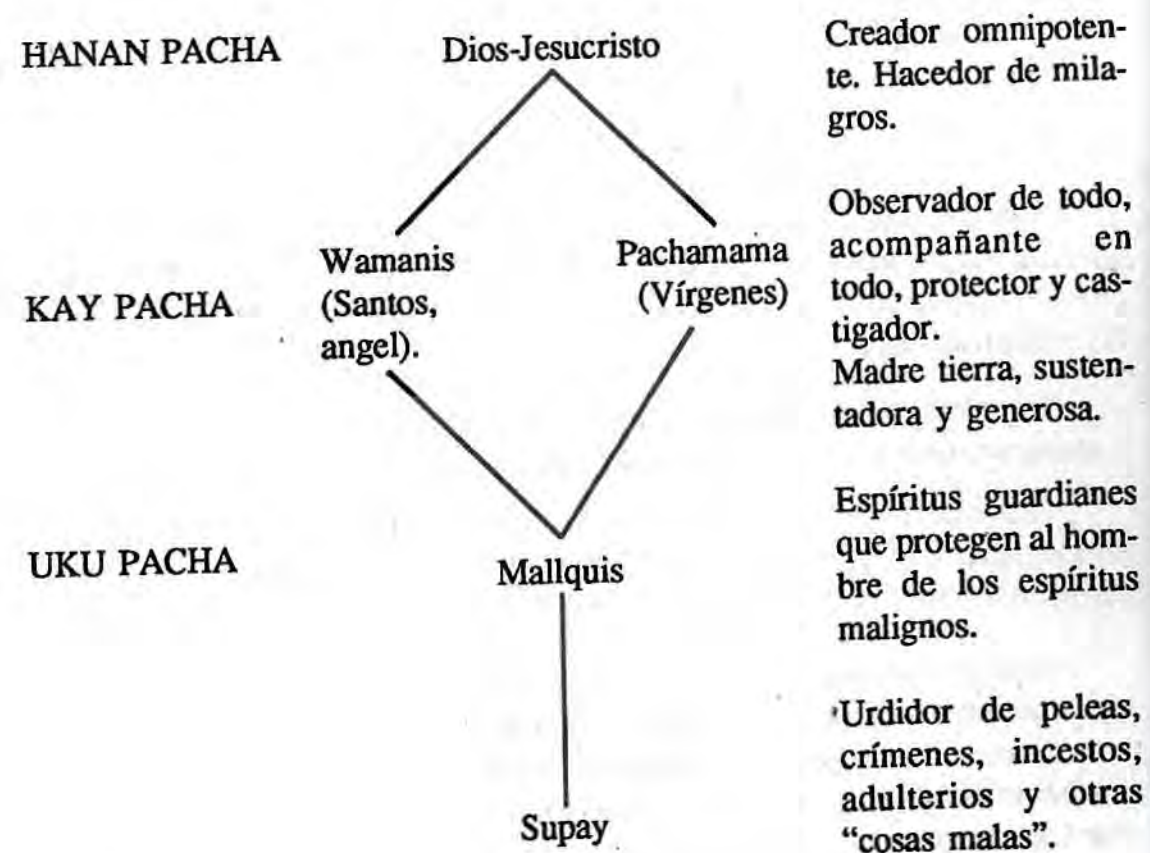 HANAN PACHA
Dios-Jesucristo
Creador omnipoten-
te. Hacedor de mila-
gros.
KAY PACHA
Wamanis
(Santos,
angel).
Pachamama
(Vírgenes)
Observador de todo,
acompañante en
todo, protector y cas-
tigador.
Madre tierra, susten-
tadora y generosa.
UKU PACHA
Mallquis
Espíritus guardianes
que protegen al hom-
bre de los espíritus
malignos.
Supay
Urdidor de peleas,
crímenes, incestos,
adulterios y otras
“cosas malas”.